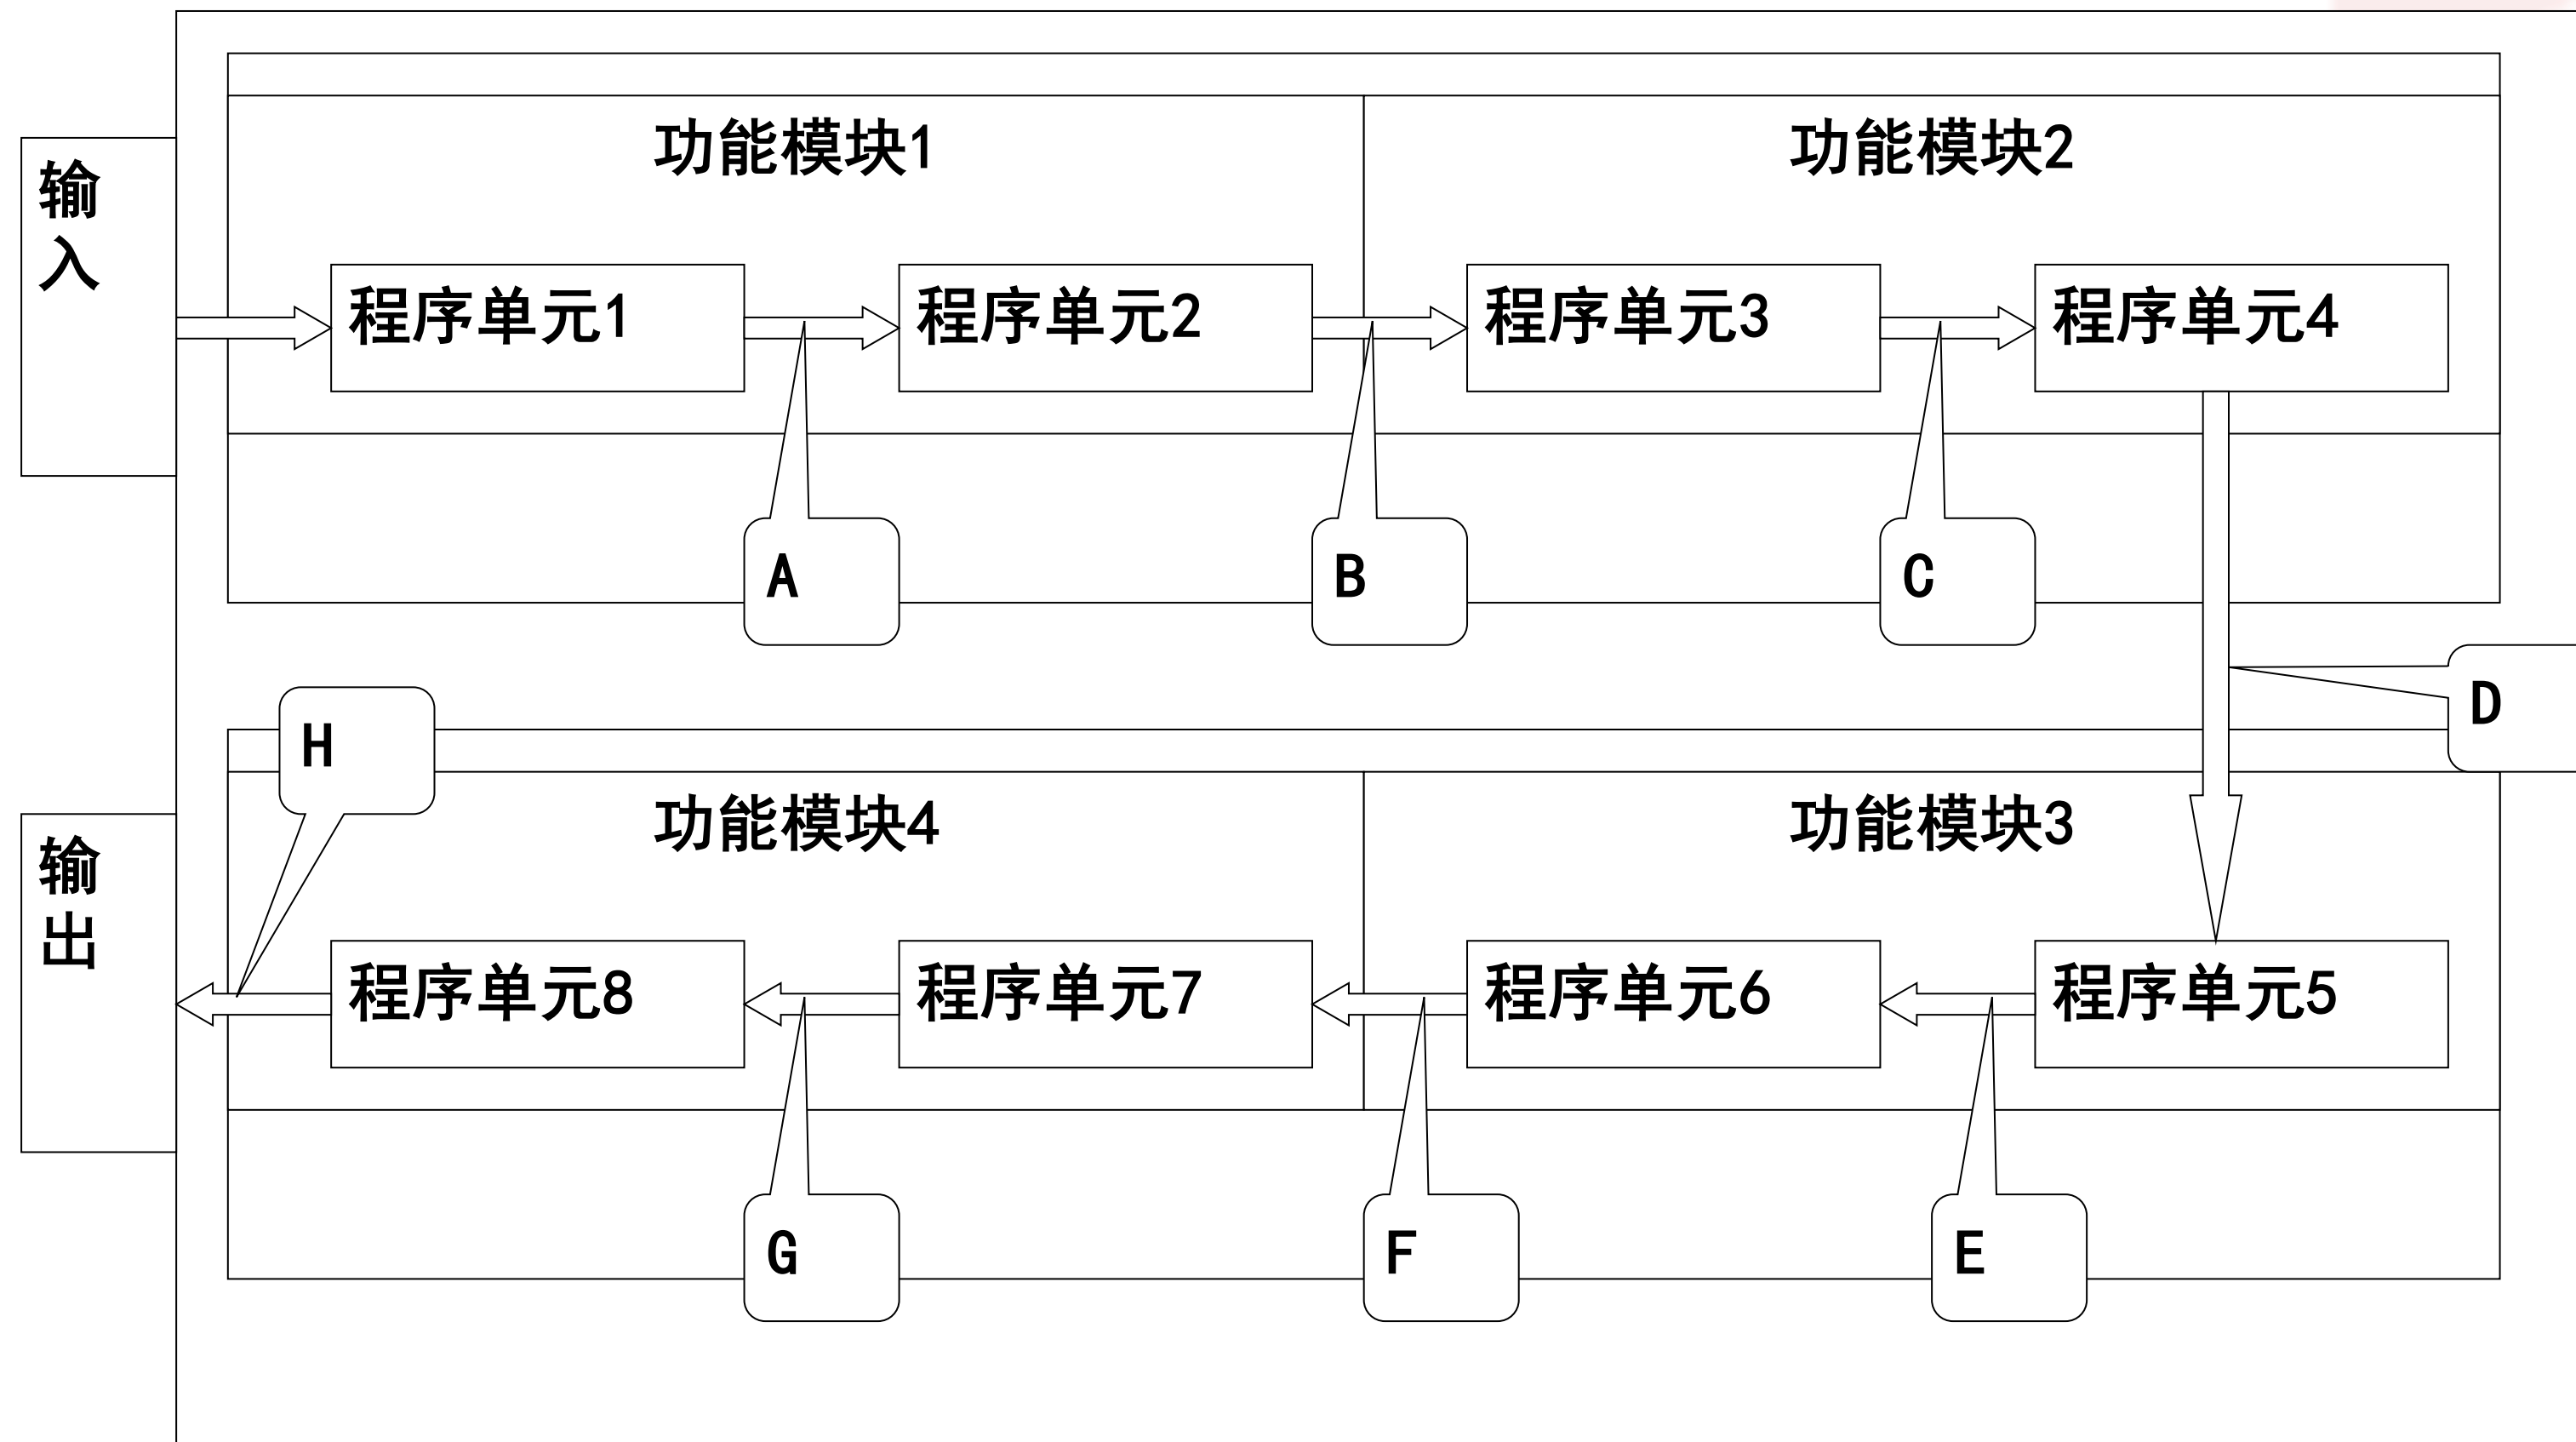 功能模块1
功能模块2
输
入
程序单元1
程序单元2
程序单元3
程序单元4
A
B
C
D
H
功能模块4
功能模块3
输
出
程序单元8
程序单元7
程序单元6
程序单元5
G
F
E